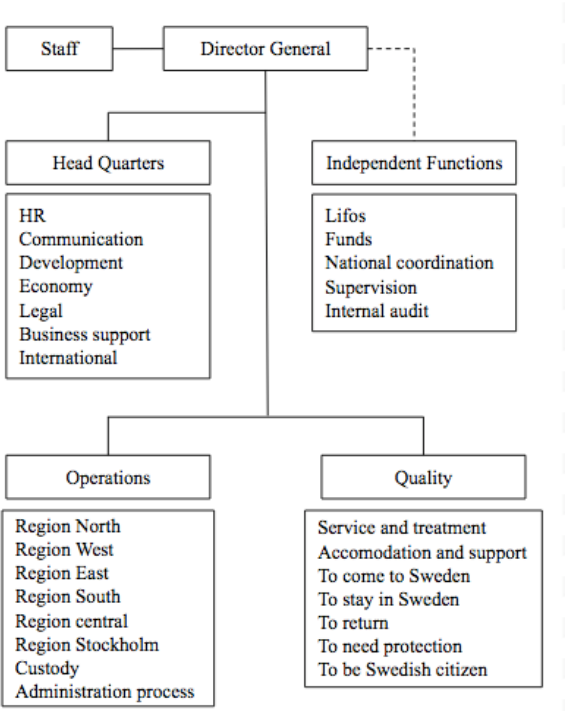 Staff
Director General
Head Quarters
HR
Communication
Development
Economy
Legal
Business support
International
Independent Functions
Lifos
Funds
National coordination
Supervision
Internal audit
Operations
Region North
Region West
Region East
Region South
Region central
Region Stockholm
Custody
Administration process
Quality
Service and treatment
Accomodation and support
To come to Sweden
To stay in Sweden
To return
To need protection
To be Swedish citizen